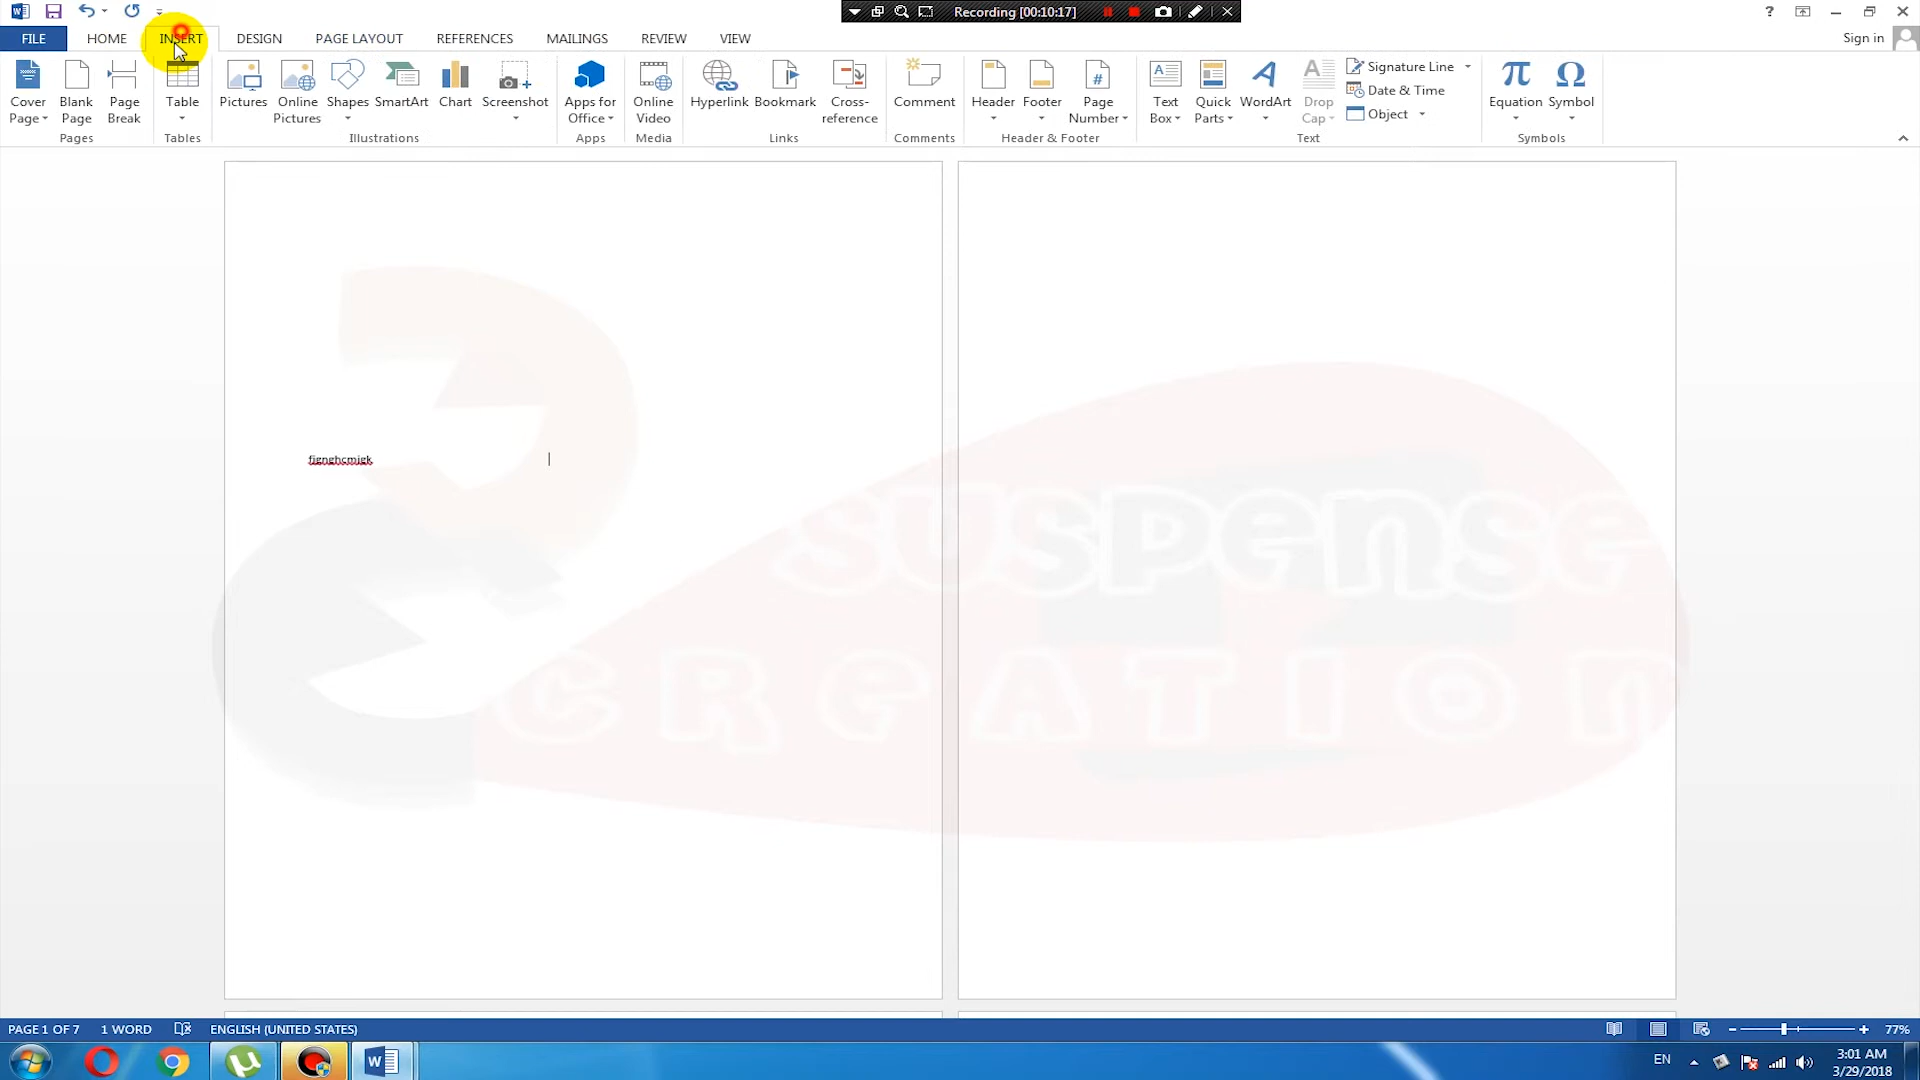 Recording [00:10:17]
FILE HOME INSERT DESIGN PAGE LAYOUT REFERENCES MAILINGS REVIEW VIEW
Sign in
Cover Page
Blank Page
Page Break
Pages
Table
Tables
Pictures
Online Pictures
Shapes
SmartArt
Chart
Screenshot
Illustrations
Apps for Office
Apps
Online Video
Media
Hyperlink
Bookmark
Cross-reference
Links
Comment
Comments
Header
Footer
Page Number
Header & Footer
Text Box
Quick Parts
WordArt
Drop Cap
Signature Line
Date & Time
Object
Text
Equation
Symbol
Symbols
suspense
CReATIOn
PAGE 1 OF 7 1 WORD ENGLISH (UNITED STATES)
77%
EN
3:01 AM
3/29/2018